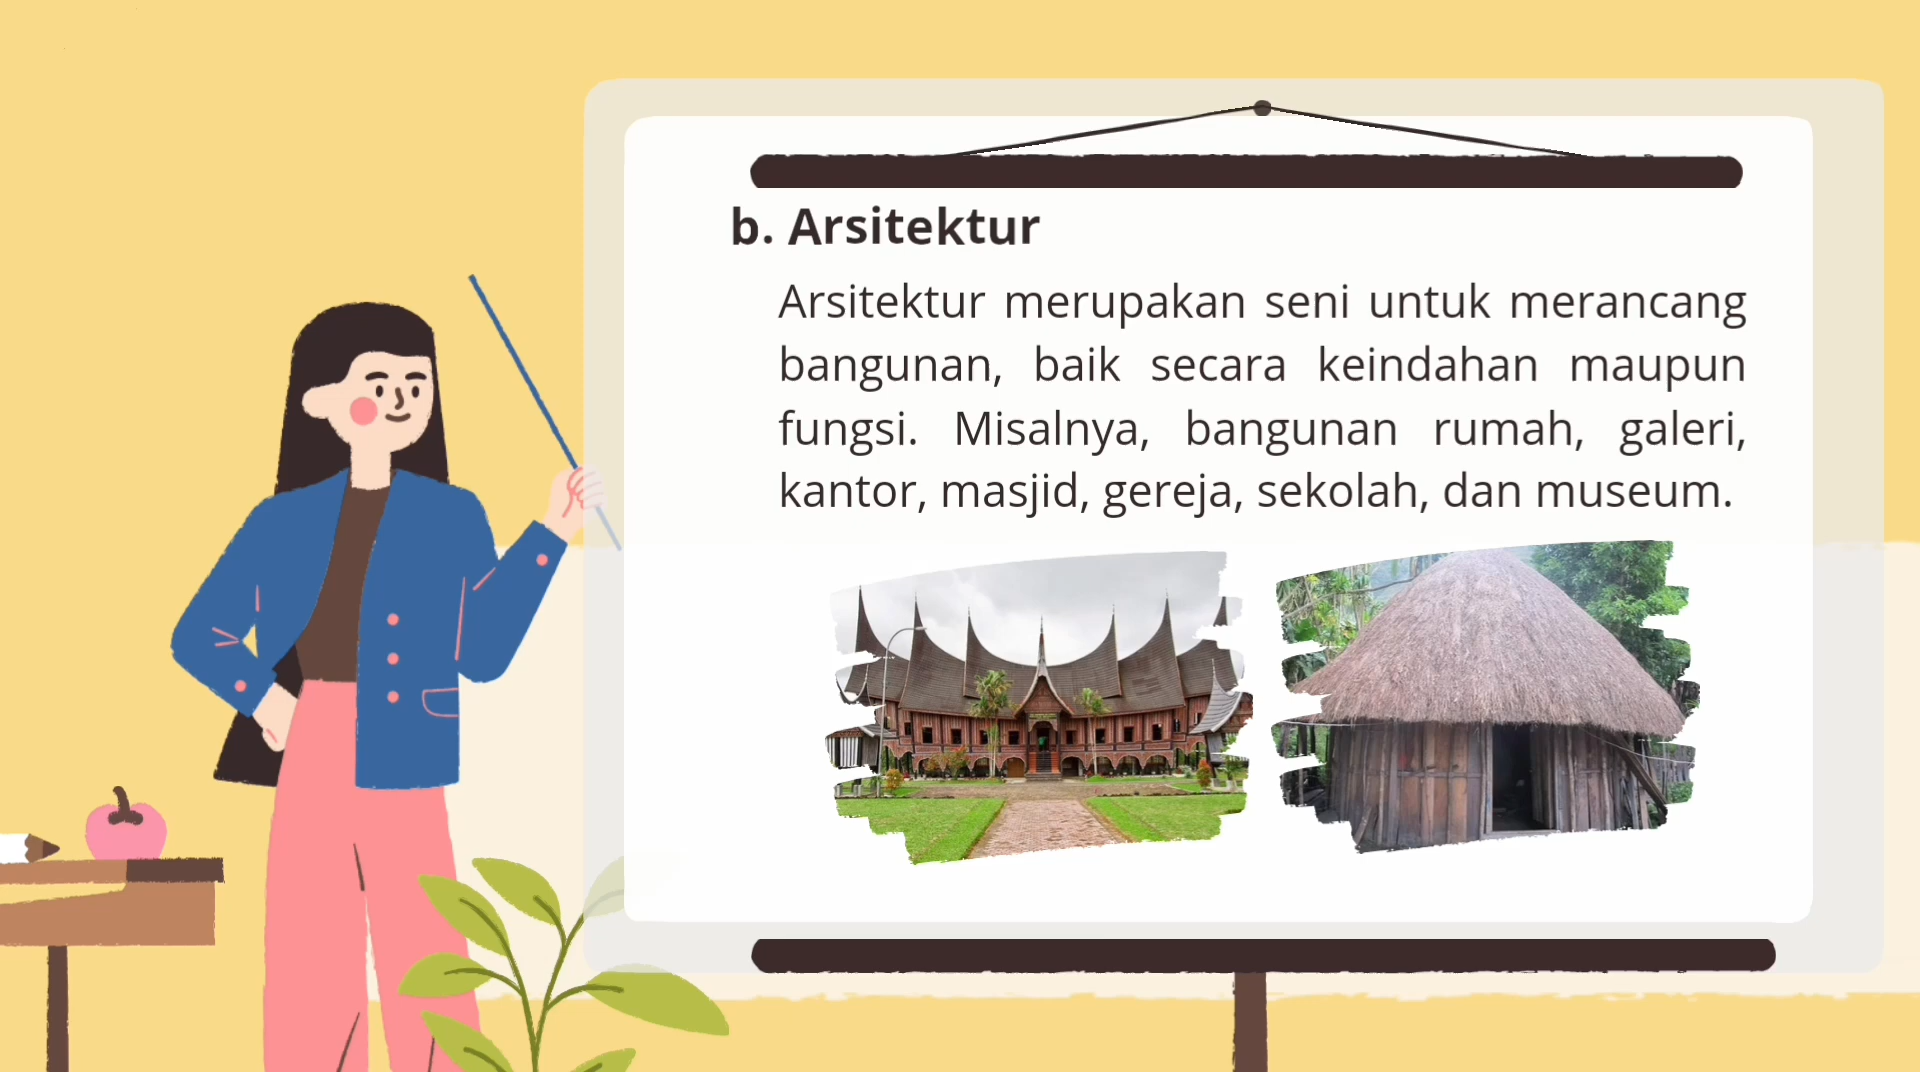 b. Arsitektur
Arsitektur merupakan seni untuk merancang
bangunan, baik secara keindahan maupun
fungsi. Misalnya, bangunan rumah, galeri,
kantor, masjid, gereja, sekolah, dan museum.